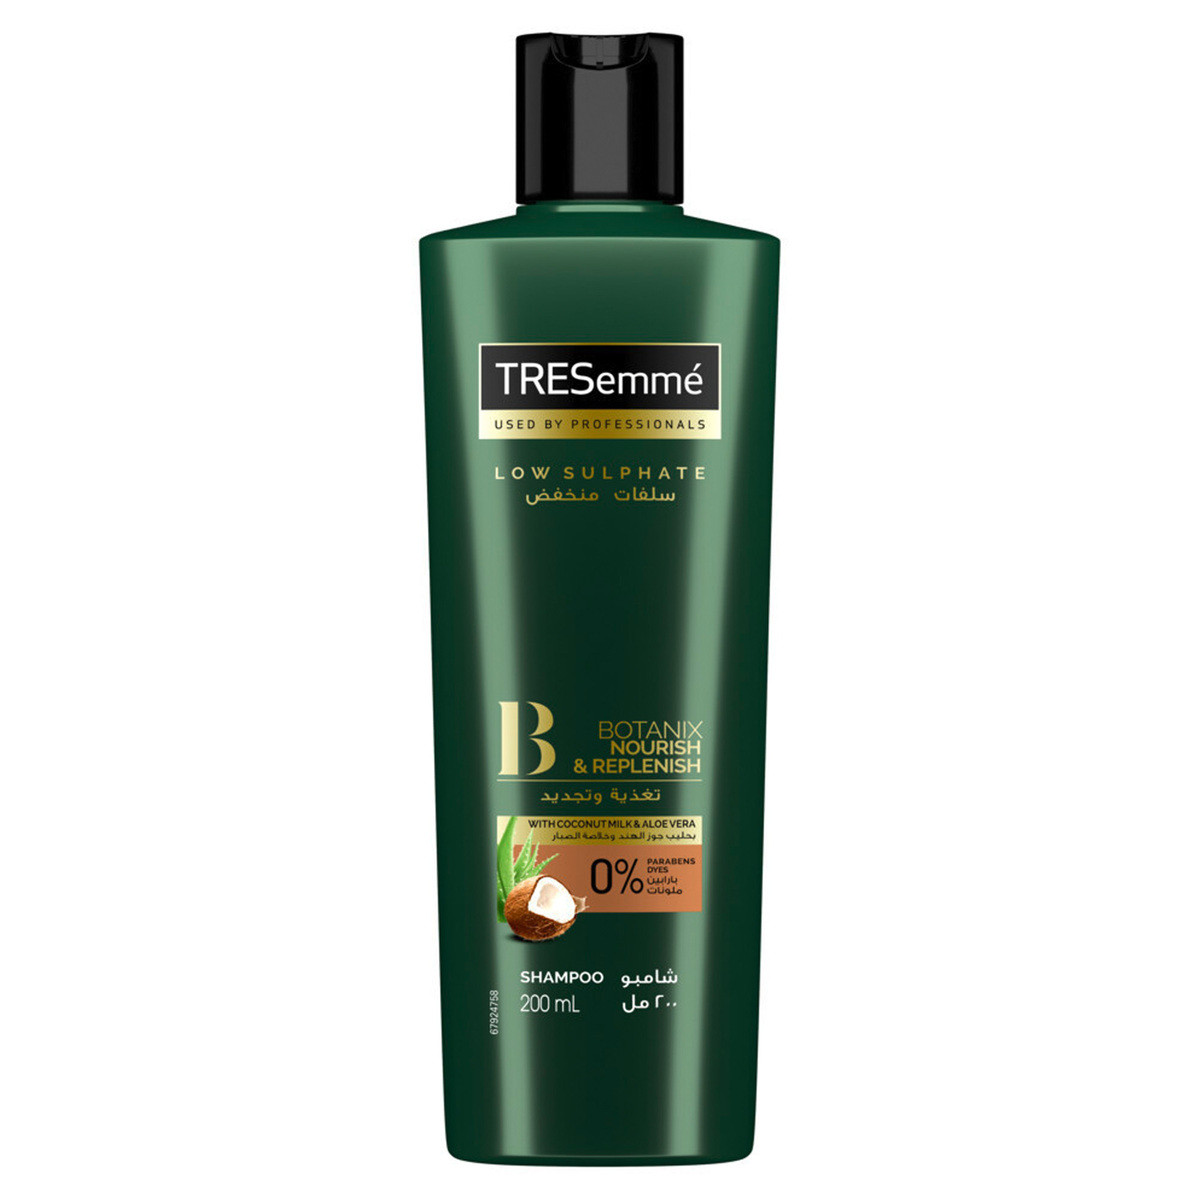 TRESemmé
USED BY PROFESSIONALS
LOW SULPHATE
سلفات منخفض
B
BOTANIX
NOURISH
& REPLENISH
تغذية وتجديد
WITH COCONUT MILK & ALOE VERA
بحليب جوز الهند وخلاصة الصبار
0%
PARABENS
DYES
بارابين
ملونات
SHAMPOO شامبو
200 mL ٢٠٠ مل
67924758